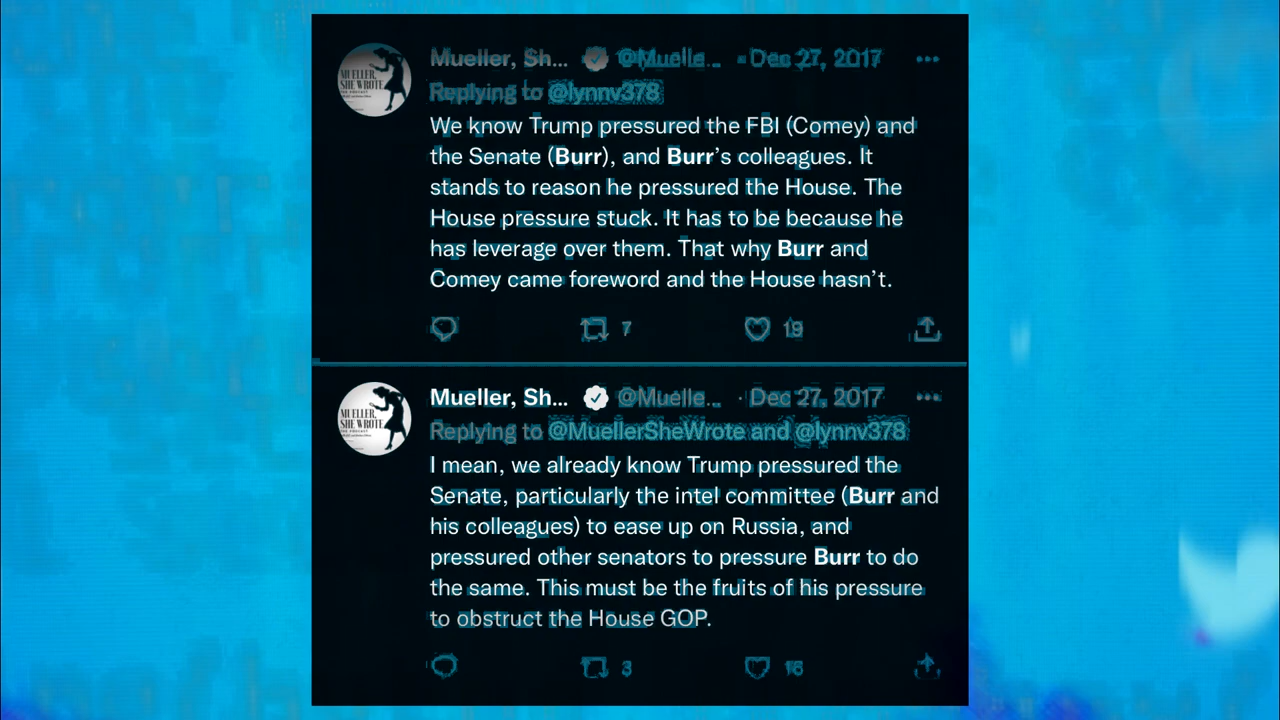 Mueller, Sh... @Muelle... · Dec 27, 2017
MUELLER,
SHE WROTE
Replying to @lynnv378
We know Trump pressured the FBI (Comey) and
the Senate (Burr), and Burr's colleagues. It
stands to reason he pressured the House. The
House pressure stuck. It has to be because he
has leverage over them. That why Burr and
Comey came foreword and the House hasn't.
7 19
Mueller, Sh... @Muelle... · Dec 27, 2017
MUELLER,
SHE WROTE
Replying to @MuellerSheWrote and @lynnv378
I mean, we already know Trump pressured the
Senate, particularly the intel committee (Burr and
his colleagues) to ease up on Russia, and
pressured other senators to pressure Burr to do
the same. This must be the fruits of his pressure
to obstruct the House GOP.
3 16